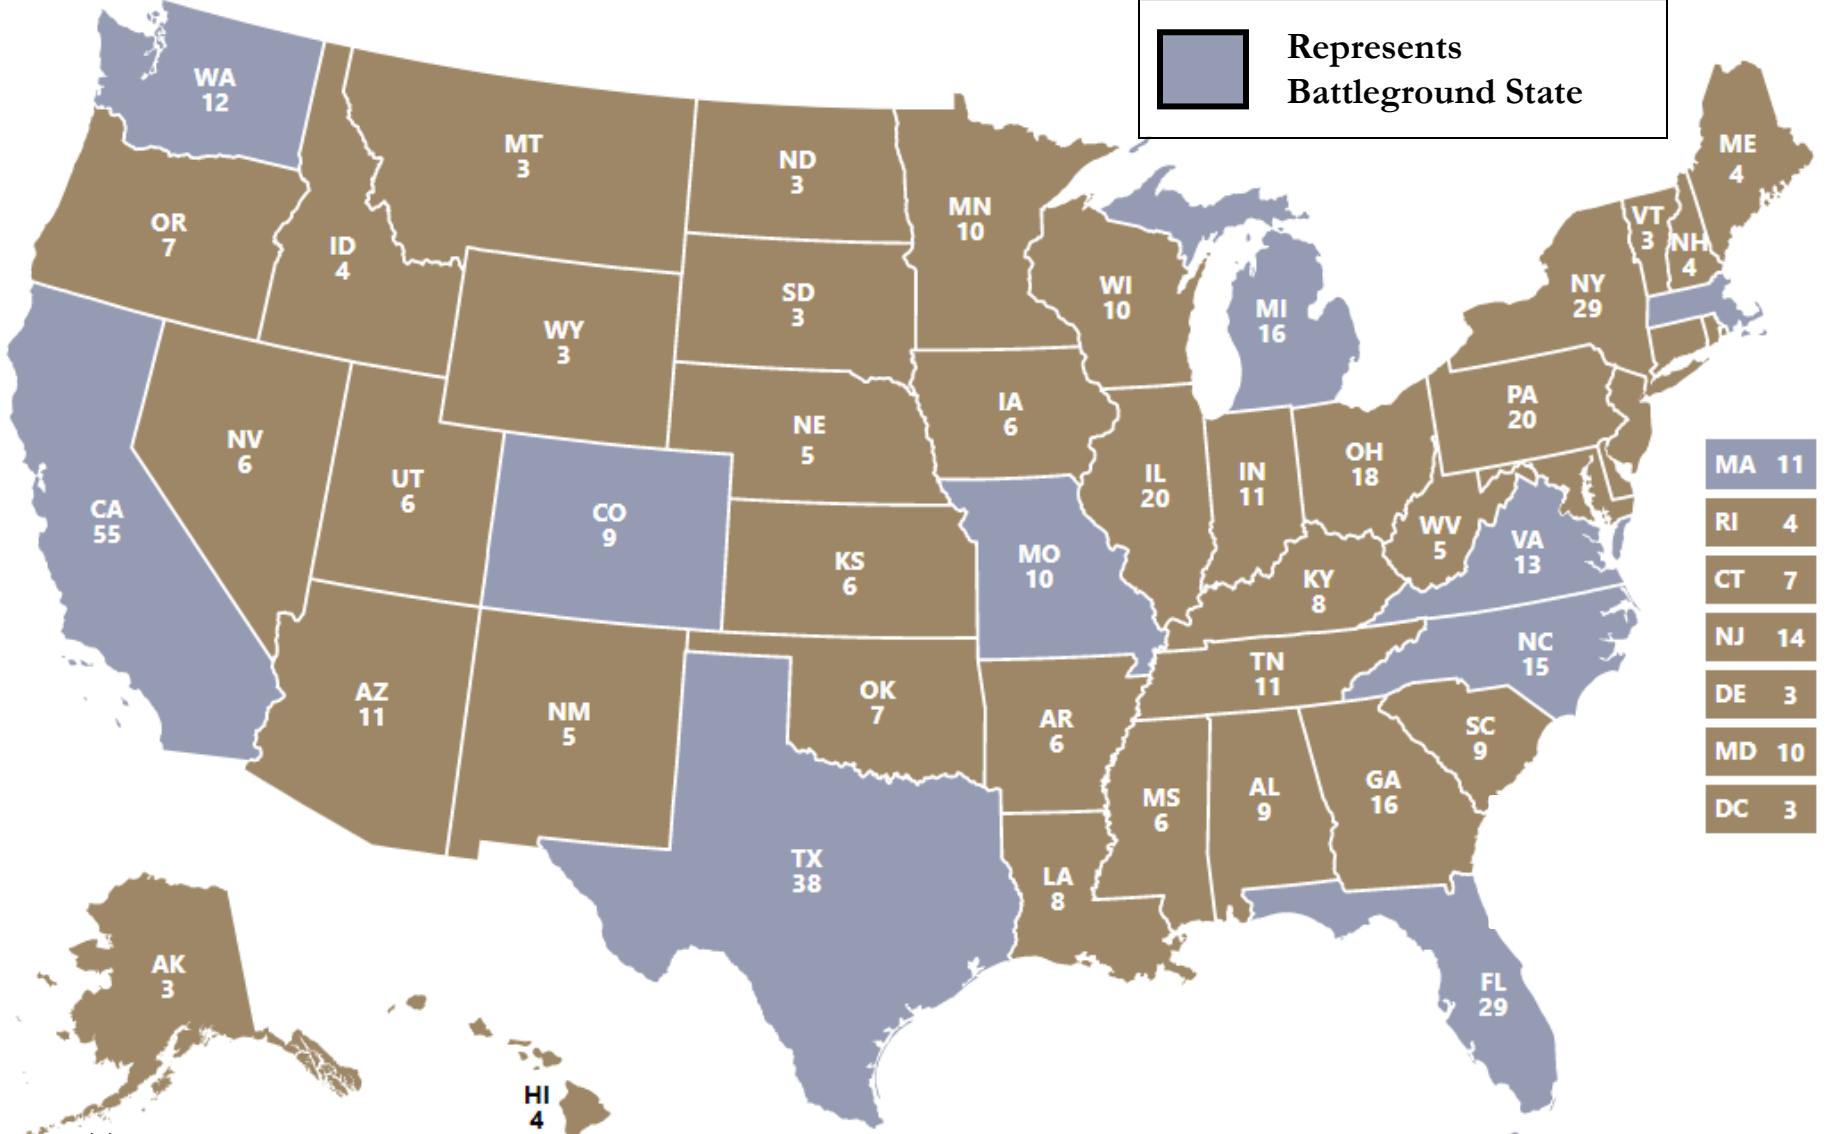 Represents
Battleground State
WA
12
OR
7
CA
55
ID
4
NV
6
MT
3
WY
3
UT
6
CO
9
AZ
11
NM
5
ND
3
SD
3
NE
5
KS
6
OK
7
TX
38
MN
10
IA
6
MO
10
AR
6
LA
8
WI
10
IL
20
MI
16
IN
11
OH
18
KY
8
TN
11
MS
6
AL
9
GA
16
FL
29
SC
9
NC
15
VA
13
WV
5
PA
20
NY
29
VT
3
NH
4
ME
4
MA 11
RI 4
CT 7
NJ 14
DE 3
MD 10
DC 3
AK
3
HI
4